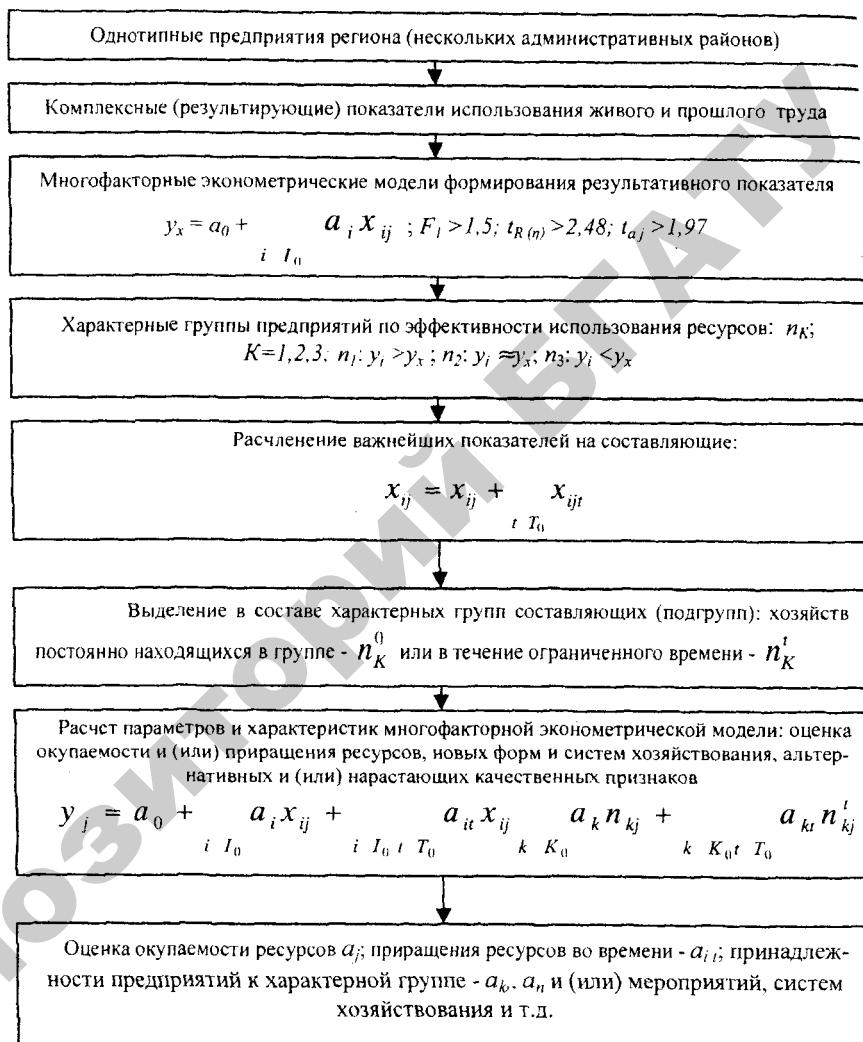 Однотипные предприятия региона (нескольких административных районов)
Комплексные (результирующие) показатели использования живого и прошлого труда
Многофакторные эконометрические модели формирования результативного показателя
y_x = a_0 + a_i x_ij ; F_1 >1,5; t_R(η) >2,48; t_aj >1,97
i I_0
Характерные группы предприятий по эффективности использования ресурсов: n_K;
K=1,2,3; n_1: y_i >y_x ; n_2: y_i ≈y_x; n_3: y_i <y_x
Расчленение важнейших показателей на составляющие:
x_ij = x_ij + x_ijt
t T_0
Выделение в составе характерных групп составляющих (подгрупп): хозяйств
постоянно находящихся в группе - n_K^0 или в течение ограниченного времени - n_K^t
Расчет параметров и характеристик многофакторной эконометрической модели: оценка
окупаемости и (или) приращения ресурсов, новых форм и систем хозяйствования, альтер-
нативных и (или) нарастающих качественных признаков
y_j = a_0 + a_i x_ij + a_it x_ij a_k n_kj + a_kt n_kj^t
i I_0 i I_0 t T_0 k K_0 k K_0 t T_0
Оценка окупаемости ресурсов a_j; приращения ресурсов во времени - a_it; принадлеж-
ности предприятий к характерной группе - a_k, a_n и (или) мероприятий, систем
хозяйствования и т.д.
позиторий БГАТУ